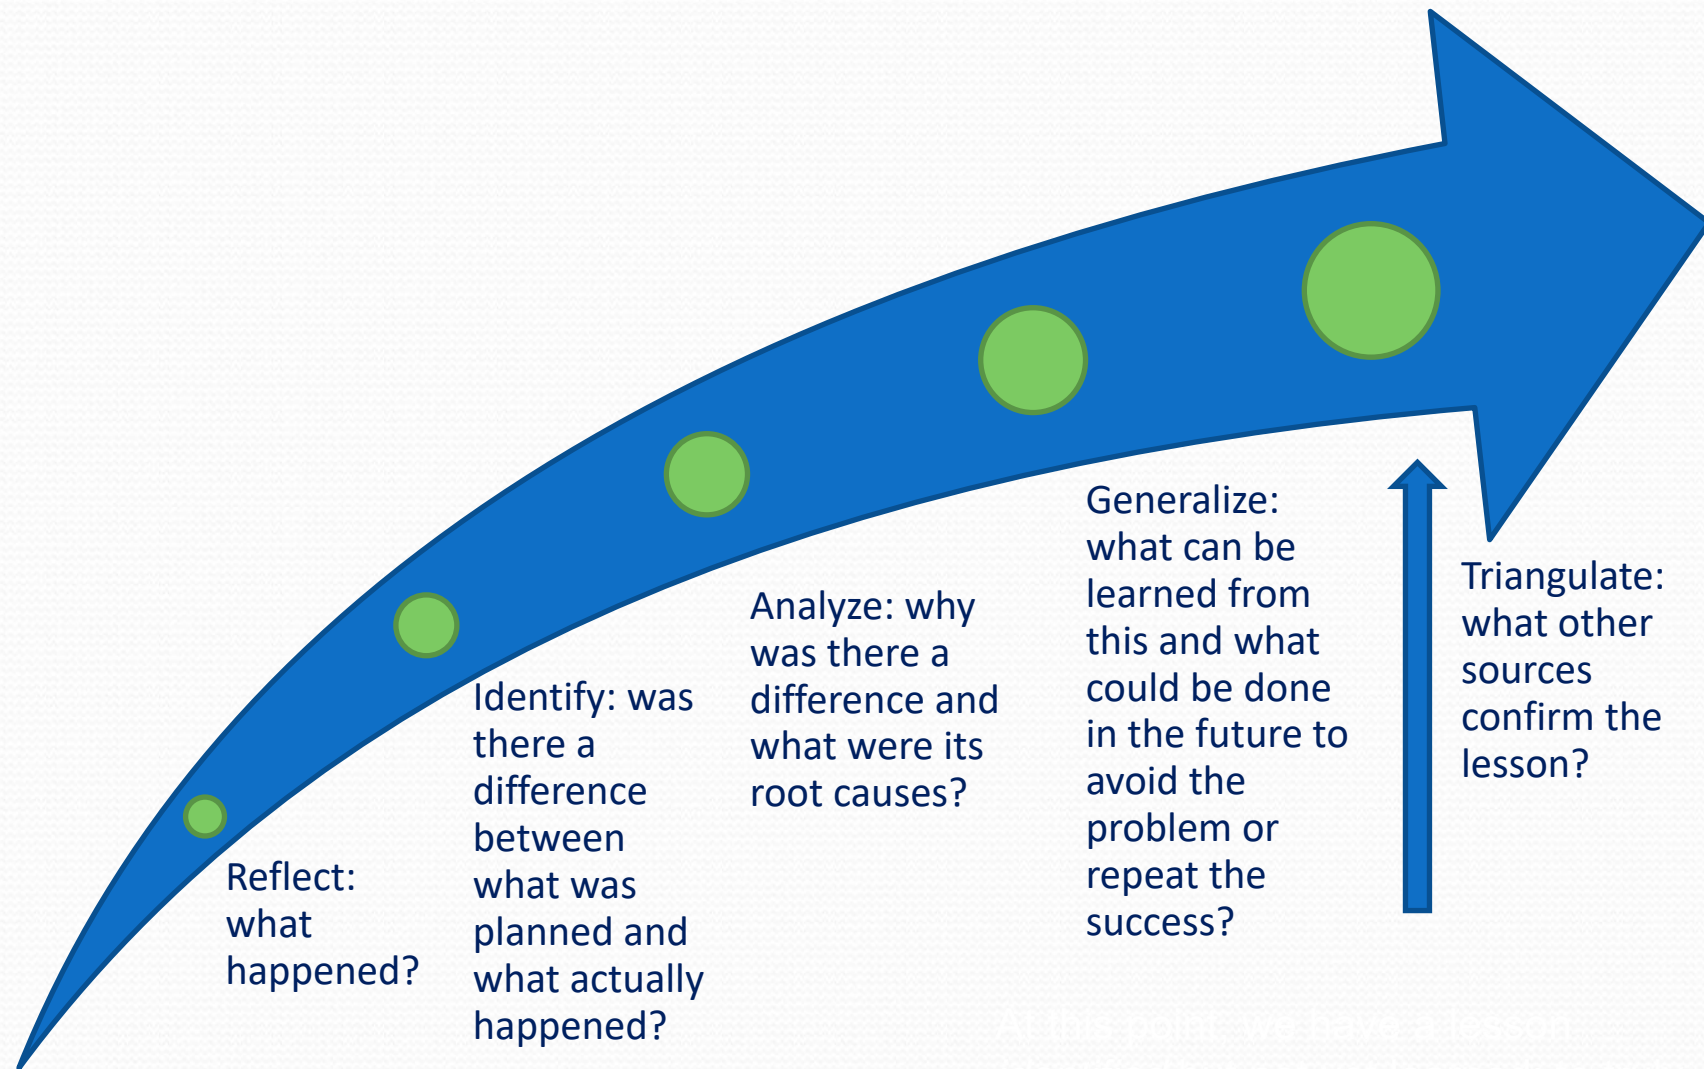 Reflect:
what
happened?
Identify: was
there a
difference
between
what was
planned and
what actually
happened?
Analyze: why
was there a
difference and
what were its
root causes?
Generalize:
what can be
learned from
this and what
could be done
in the future to
avoid the
problem or
repeat the
success?
Triangulate:
what other
sources
confirm the
lesson?